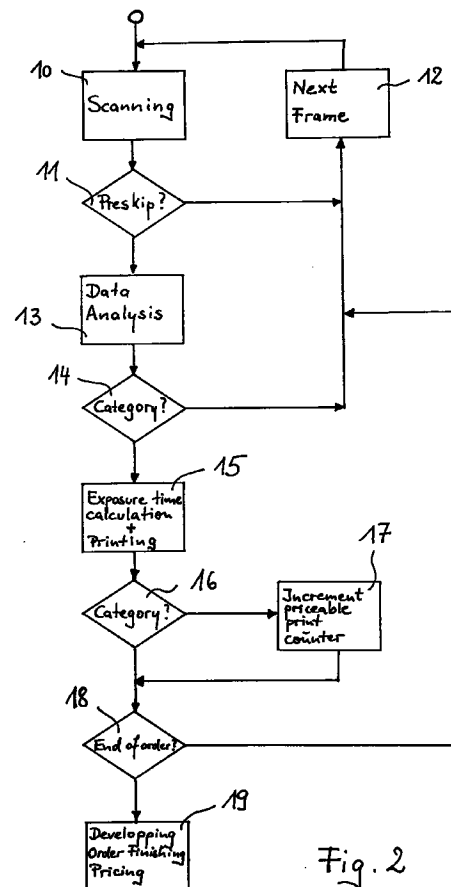 10
Scanning
Next
Frame
12
11
Preskip?
Data
Analysis
13
14
Category?
15
Exposure time
calculation
+
Printing
16
Category?
17
Increment
priceable
print
counter
18
End of order?
19
Developping
Order Finishing
Pricing
Fig. 2